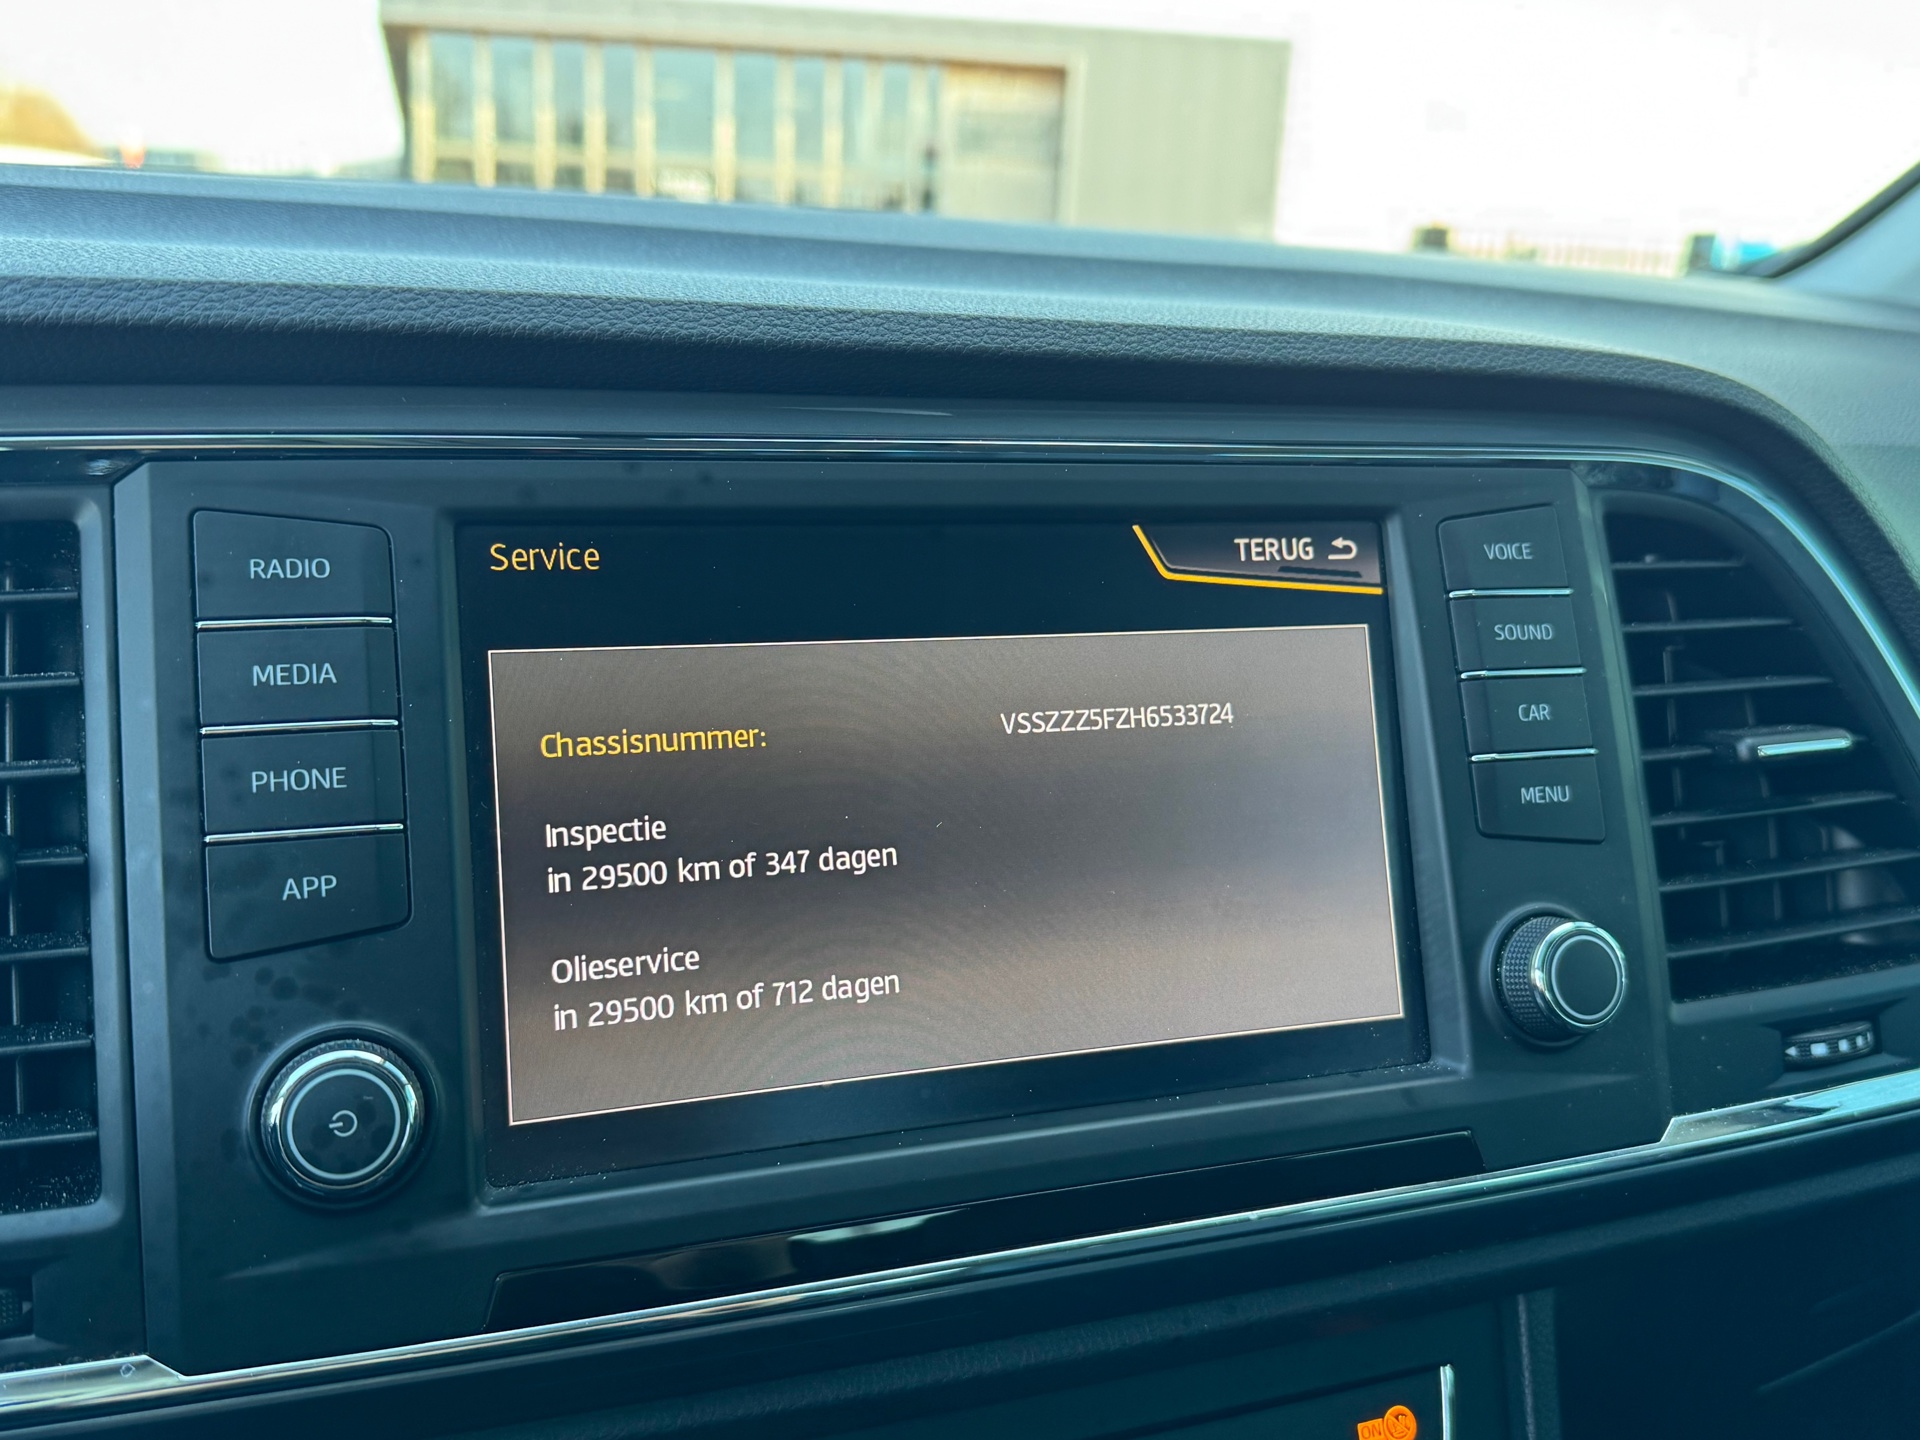 RADIO
MEDIA
PHONE
APP
Service
TERUG
Chassisnummer:
VSSZZZ5FZH6533724
Inspectie
in 29500 km of 347 dagen
Olieservice
in 29500 km of 712 dagen
VOICE
SOUND
CAR
MENU
ON